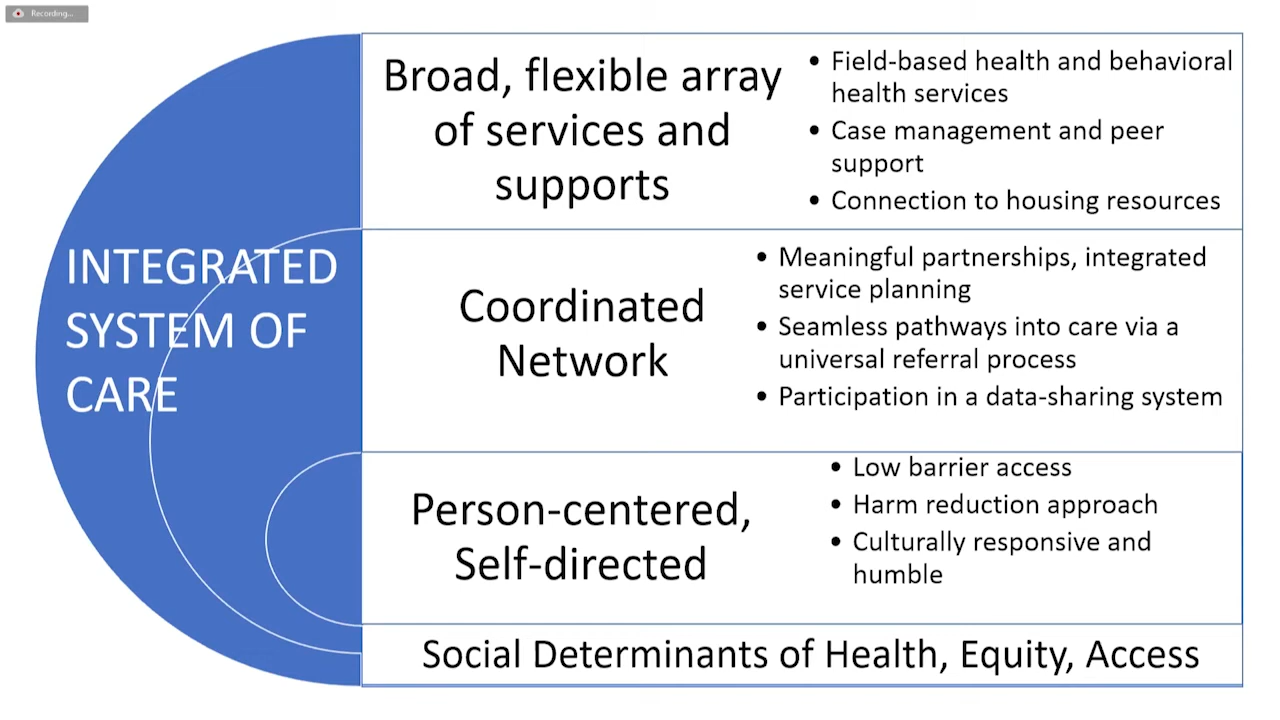 Recording...
INTEGRATED
SYSTEM OF
CARE
Broad, flexible array
of services and
supports
• Field-based health and behavioral
health services
• Case management and peer
support
• Connection to housing resources
Coordinated
Network
• Meaningful partnerships, integrated
service planning
• Seamless pathways into care via a
universal referral process
• Participation in a data-sharing system
Person-centered,
Self-directed
• Low barrier access
• Harm reduction approach
• Culturally responsive and
humble
Social Determinants of Health, Equity, Access